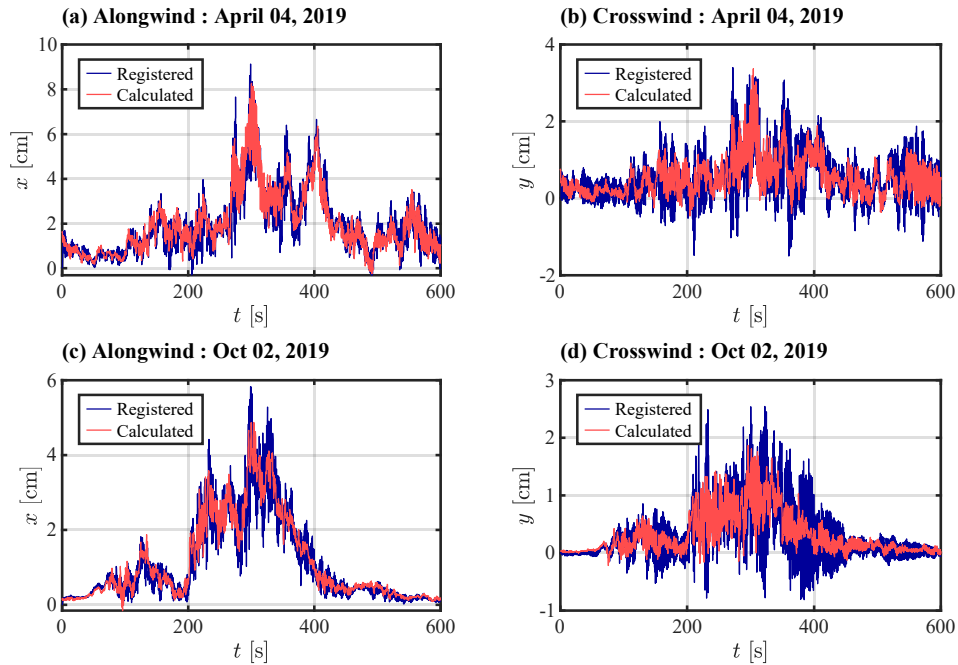 (a) Alongwind : April 04, 2019
10
8
6
4
2
0
x [cm]
Registered
Calculated
0 200 400 600
t [s]
(b) Crosswind : April 04, 2019
4
2
0
-2
y [cm]
Registered
Calculated
0 200 400 600
t [s]
(c) Alongwind : Oct 02, 2019
6
4
2
0
x [cm]
Registered
Calculated
0 200 400 600
t [s]
(d) Crosswind : Oct 02, 2019
3
2
1
0
-1
y [cm]
Registered
Calculated
0 200 400 600
t [s]